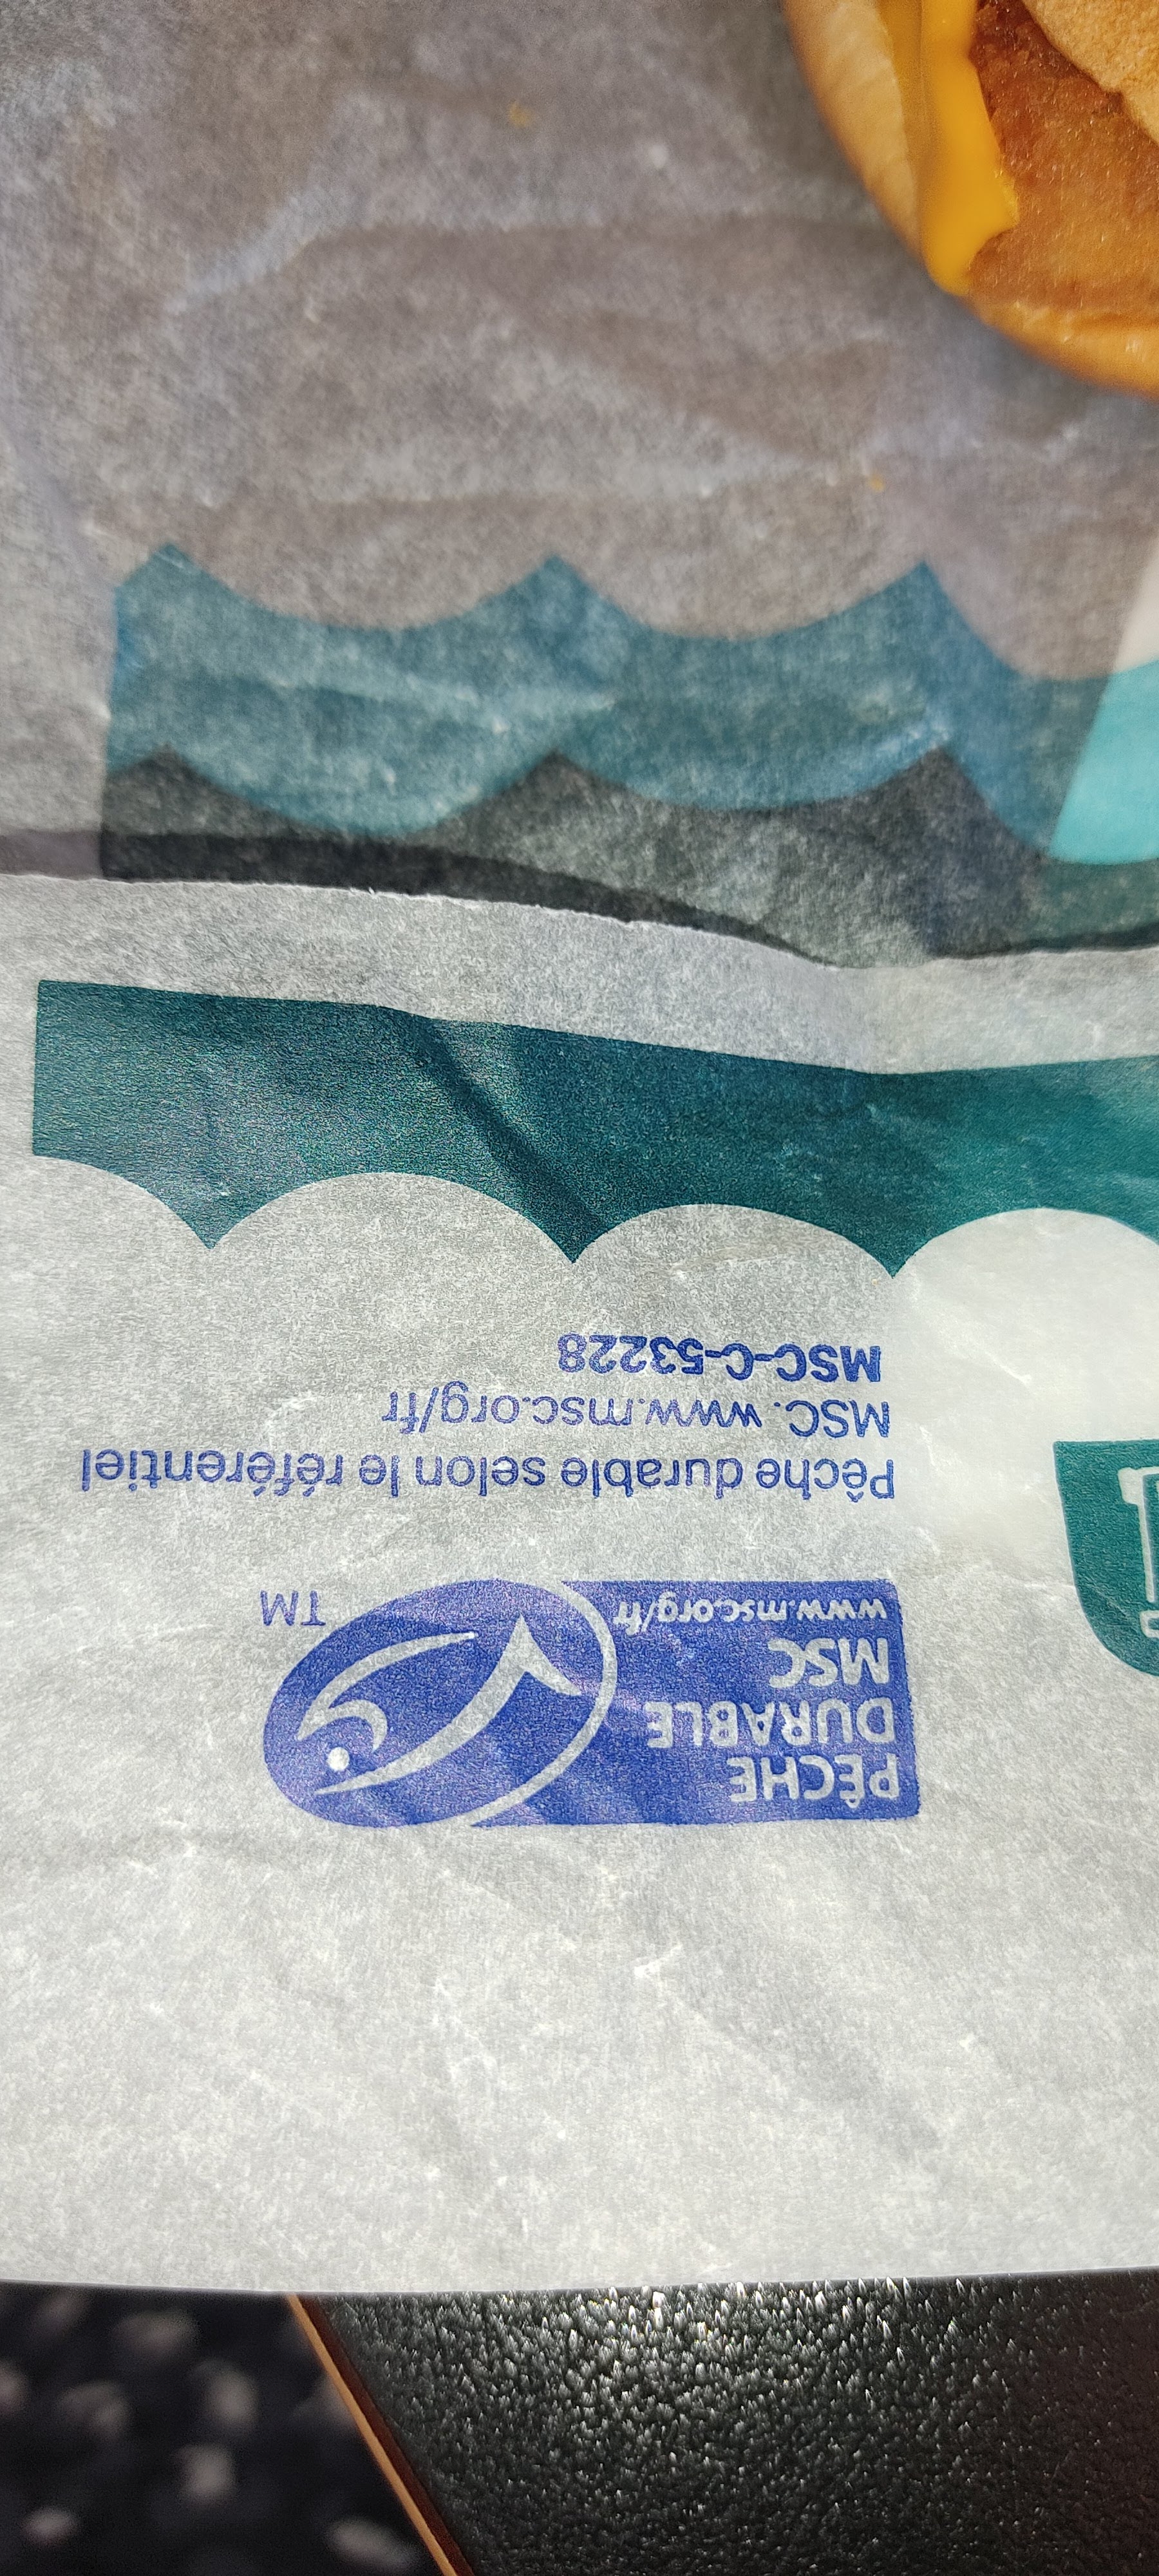 PÊCHE
DURABLE
MSC
www.msc.org/fr
TM
Pêche durable selon le référentiel
MSC. www.msc.org/fr
MSC-C-53228